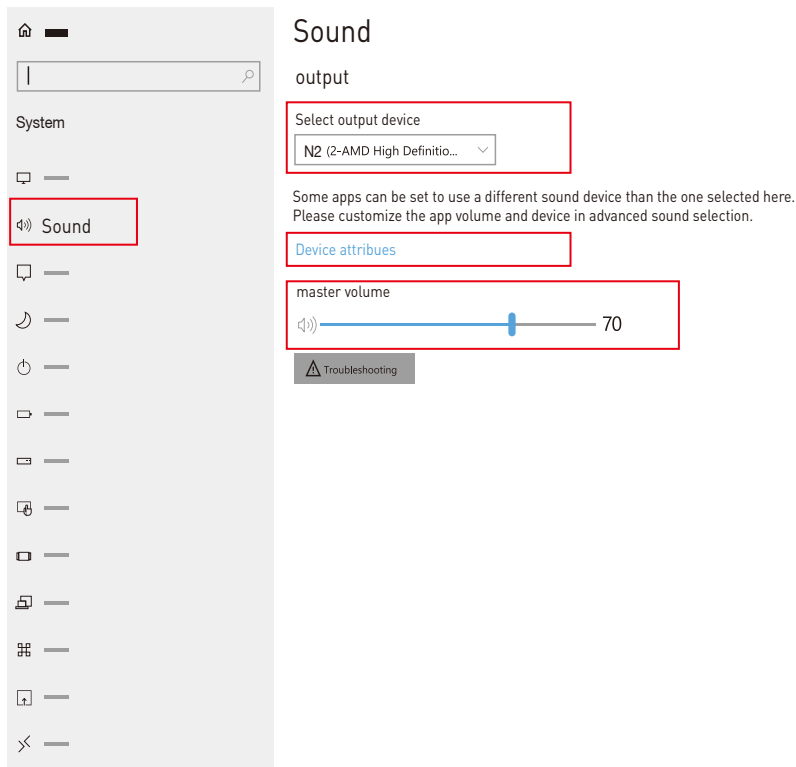 Sound
output
System
Select output device
N2 (2-AMD High Definitio...
Sound
Some apps can be set to use a different sound device than the one selected here.
Please customize the app volume and device in advanced sound selection.
Device attribues
master volume
70
Troubleshooting